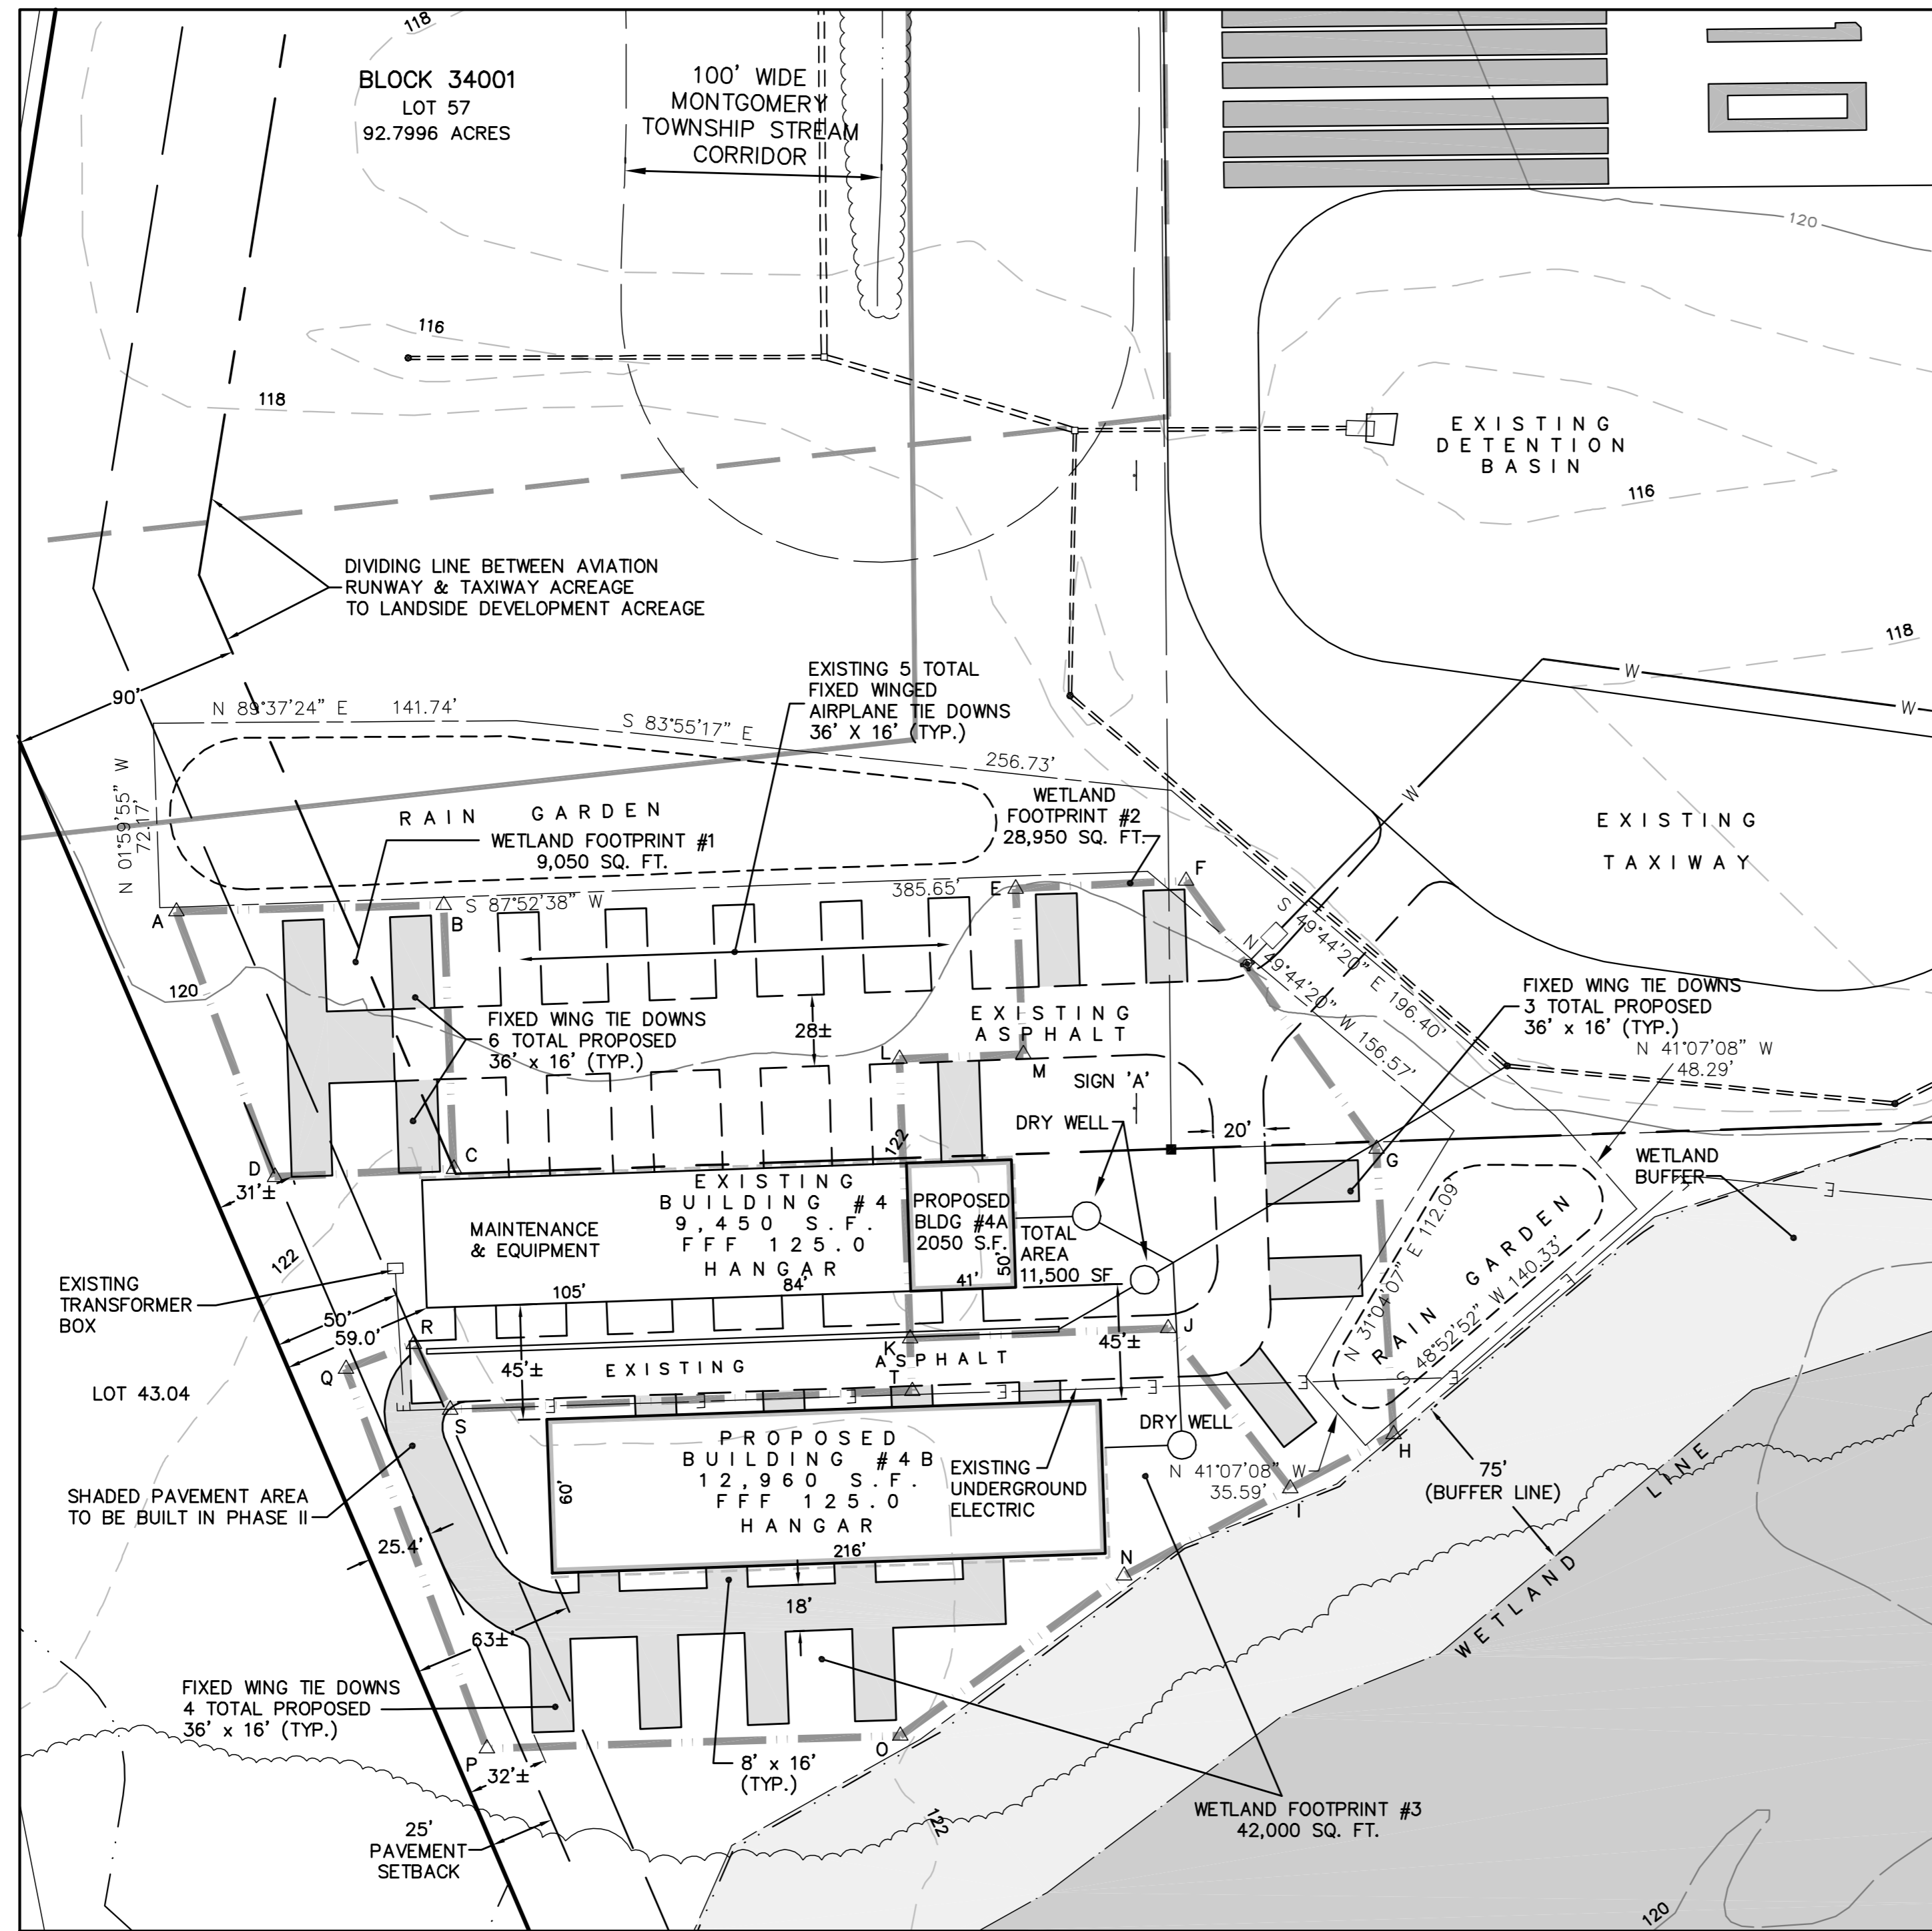 118
BLOCK 34001
LOT 57
92.7996 ACRES
100' WIDE
MONTGOMERY
TOWNSHIP STREAM
CORRIDOR
120
116
118
EXISTING
DETENTION
BASIN
116
DIVIDING LINE BETWEEN AVIATION
RUNWAY & TAXIWAY ACREAGE
TO LANDSIDE DEVELOPMENT ACREAGE
118
90'
N 89°37'24" E 141.74'
S 83°55'17" E
256.73'
EXISTING 5 TOTAL
FIXED WINGED
AIRPLANE TIE DOWNS
36' X 16' (TYP.)
W
W
W
N 01°59'55" W
72.17'
RAIN GARDEN
WETLAND FOOTPRINT #1
9,050 SQ. FT.
WETLAND
FOOTPRINT #2
28,950 SQ. FT.
EXISTING
TAXIWAY
A
B
S 87°52'38" W
385.65'
E
F
S 49°44'20" E 196.40'
N 49°44'20" W 156.57'
120
FIXED WING TIE DOWNS
6 TOTAL PROPOSED
36' x 16' (TYP.)
28±
EXISTING
ASPHALT
FIXED WING TIE DOWNS
3 TOTAL PROPOSED
36' x 16' (TYP.)
N 41°07'08" W
48.29'
L
M
SIGN 'A'
DRY WELL
20'
122
D
C
31'±
G
WETLAND
BUFFER
E
EXISTING
BUILDING #4
9,450 S.F.
FFF 125.0
HANGAR
MAINTENANCE
& EQUIPMENT
105'
84'
PROPOSED
BLDG #4A
2050 S.F.
41'
50'
TOTAL
AREA
11,500 SF
N 31°04'07" E 112.09'
RAIN GARDEN
S 48°52'52" W 140.33'
E
E
122
EXISTING
TRANSFORMER
BOX
50'
59.0'
R
Q
45'±
EXISTING
ASPHALT
K
T
J
45'±
LOT 43.04
S
E
E
E
E
E
E
E
PROPOSED
BUILDING #4B
12,960 S.F.
FFF 125.0
HANGAR
60'
216'
EXISTING
UNDERGROUND
ELECTRIC
DRY WELL
N 41°07'08" W
35.59'
H
I
75'
(BUFFER LINE)
WETLAND LINE
SHADED PAVEMENT AREA
TO BE BUILT IN PHASE II
25.4'
N
18'
63±'
FIXED WING TIE DOWNS
4 TOTAL PROPOSED
36' x 16' (TYP.)
P
32'±
O
8' x 16'
(TYP.)
WETLAND FOOTPRINT #3
42,000 SQ. FT.
25'
PAVEMENT
SETBACK
122
120